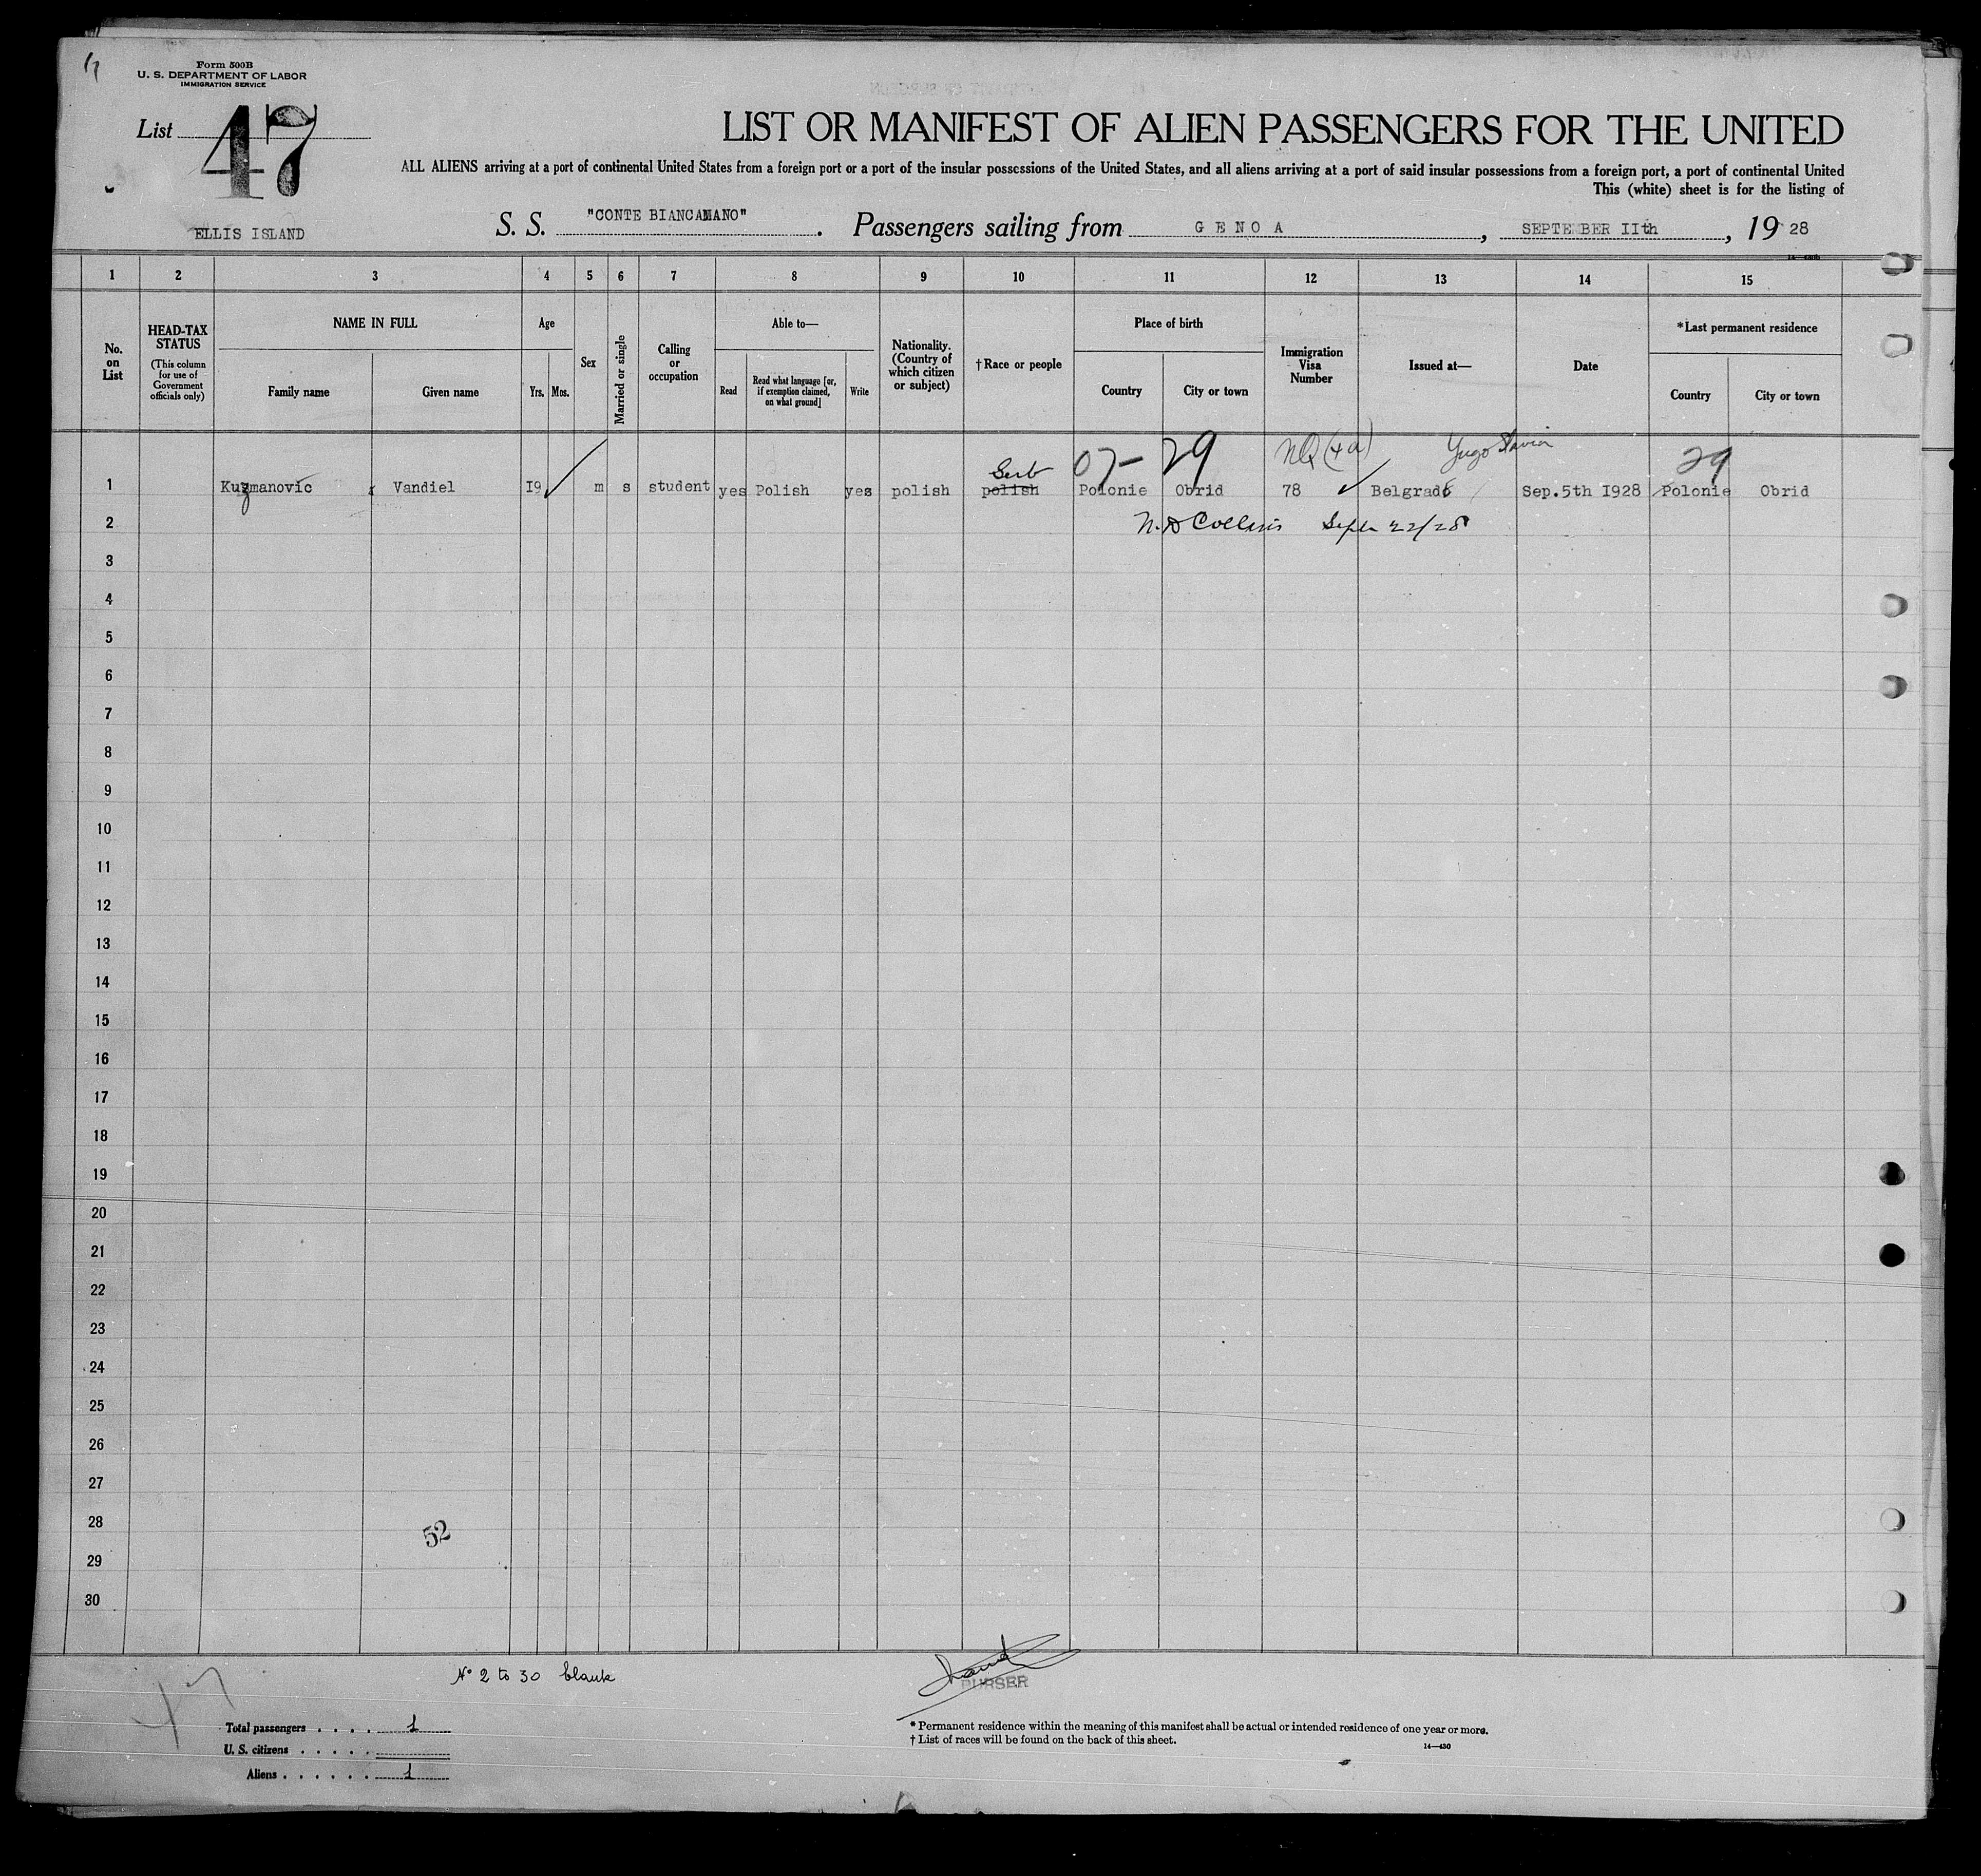 Form 500B
U. S. DEPARTMENT OF LABOR
IMMIGRATION SERVICE
List 47
LIST OR MANIFEST OF ALIEN PASSENGERS FOR THE UNITED
ALL ALIENS arriving at a port of continental United States from a foreign port or a port of the insular possessions of the United States, and all aliens arriving at a port of said insular possessions from a foreign port, a port of continental United
This (white) sheet is for the listing of
ELLIS ISLAND
S. S. "CONTE BIANCAMANO". Passengers sailing from GENOA, SEPTEMBER IIth, 19 28
1 2 3 4 5 6 7 8 9 10 11 12 13 14 15
No. on List
HEAD-TAX STATUS
(This column for use of Government officials only)
NAME IN FULL
Family name
Given name
Age
Yrs.
Mos.
Sex
Married or single
Calling or occupation
Able to—
Read
Read what language [or, if exemption claimed, on what ground]
Write
Nationality. (Country of which citizen or subject)
† Race or people
Place of birth
Country
City or town
Immigration Visa Number
Issued at—
Date
* Last permanent residence
Country
City or town
Serb 07- 29 NQ (4a) Yugo Slavia 29
1 Kuzmanovic x Vandiel I9 m s student yes Polish yes polish polish Polonie Obrid 78 Belgrade Sep.5th I928 Polonie Obrid
2 Collins Sept 22/28
3
4
5
6
7
8
9
10
11
12
13
14
15
16
17
18
19
20
21
22
23
24
25
26
27
28
52
29
30
No 2 to 30 blank
PURSER
47
Total passengers . . . . 1
U. S. citizens . . . . .
Aliens . . . . . . 1
* Permanent residence within the meaning of this manifest shall be actual or intended residence of one year or more.
† List of races will be found on the back of this sheet.
14—430